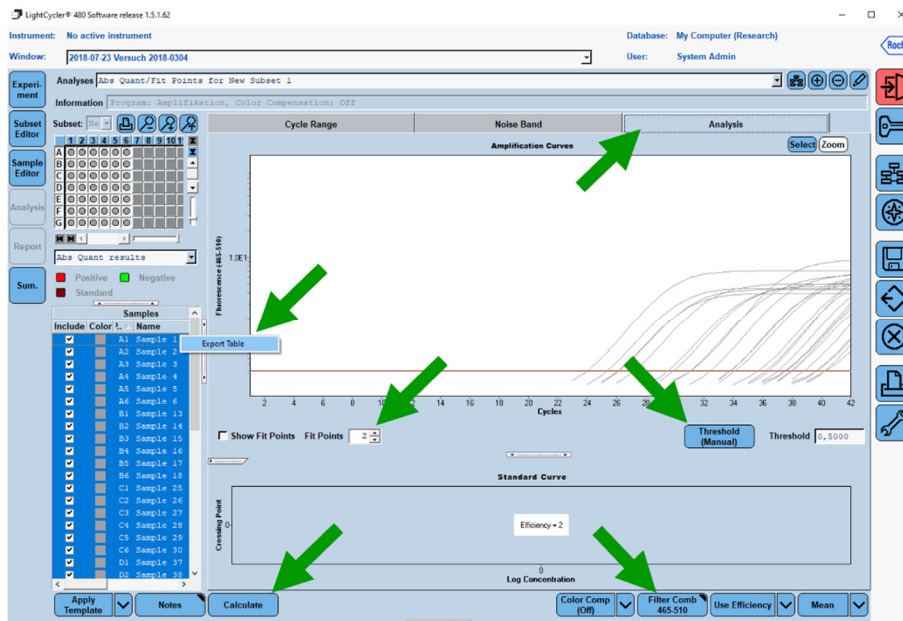 LightCycler® 480 Software release 1.5.1.62
Instrument: No active instrument
Database: My Computer (Research)
Window: 2018-07-23 Versuch 2018-0304
User: System Admin
Roch
Experi-
ment
Subset
Editor
Sample
Editor
Analysis
Report
Sum.
Analyses Abs Quant/Fit Points for New Subset 1
Information Program: Amplifikation, Color Compensation: Off
Subset:
1 2 3 4 5 6 7 8 9 10 1
A
B
C
D
E
F
G
Abs Quant results
Positive Negative
Standard
Samples
Include Color Name
A1 Sample 1
A2 Sample 2
A3 Sample 3
A4 Sample 4
A5 Sample 5
A6 Sample 6
B1 Sample 13
B2 Sample 14
B3 Sample 15
B4 Sample 16
B5 Sample 17
B6 Sample 18
C1 Sample 25
C2 Sample 26
C3 Sample 27
C4 Sample 28
C5 Sample 29
C6 Sample 30
D1 Sample 37
D2 Sample 38
Export Table
Cycle Range Noise Band Analysis
Amplification Curves
Select Zoom
Fluorescence (465-510)
1,0E1
2 4 6 8 10 12 14 16 18 20 22 24 26 28 30 32 34 36 38 40 42
Cycles
Show Fit Points Fit Points 2
Threshold
(Manual)
Threshold 0,5000
Standard Curve
Crossing Point
0
Efficiency = 2
0
Log Concentration
Apply
Template
Notes
Calculate
Color Comp
(Off)
Filter Comb
465-510
Use Efficiency
Mean